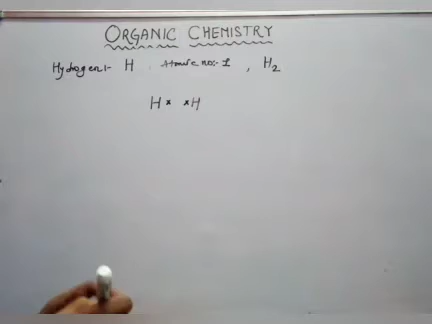 ORGANIC CHEMISTRY
Hydrogen:- H . Atomic no:- 1 , H₂
H× ×H